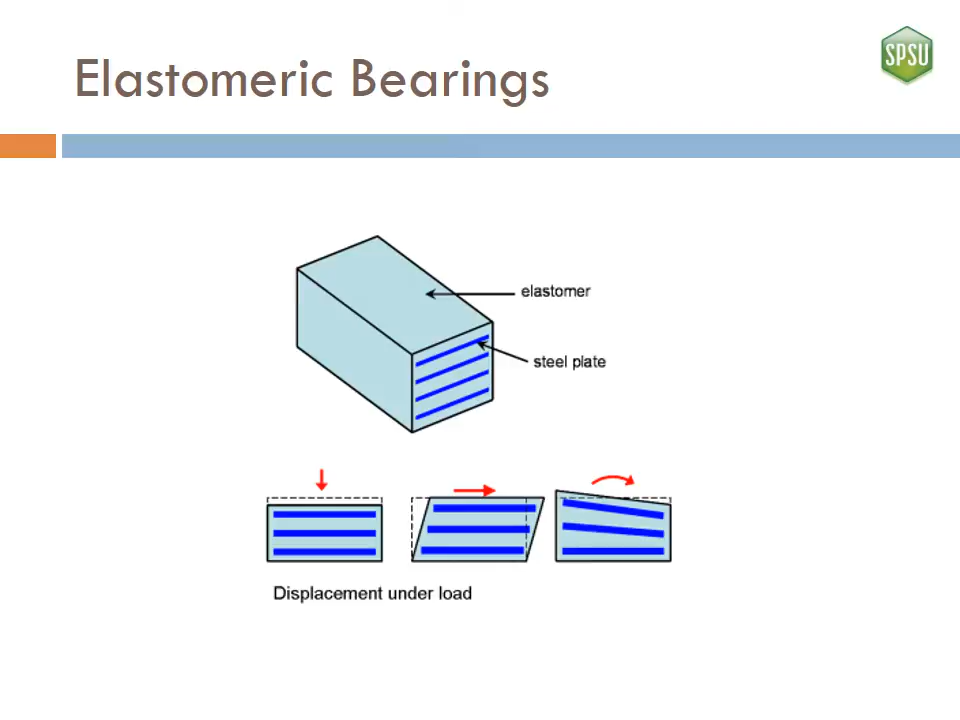 Elastomeric Bearings
SPSU
elastomer
steel plate
Displacement under load